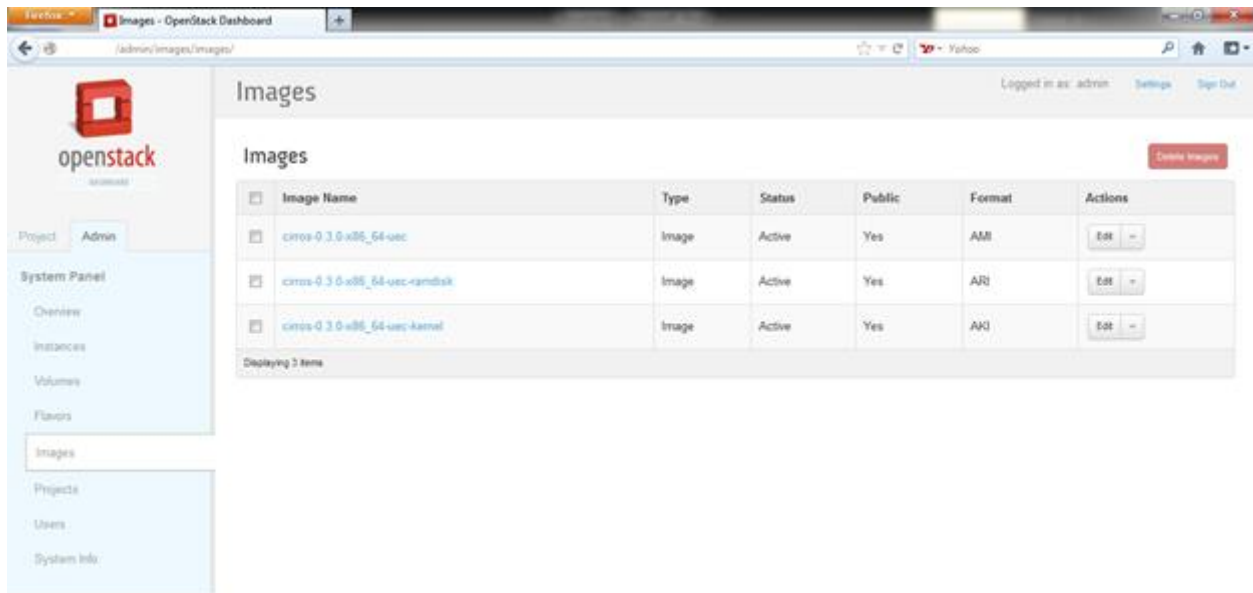 Firefox
Images - OpenStack Dashboard
/admin/images/images/
Yahoo
openstack
DASHBOARD
Project Admin
System Panel
Overview
Instances
Volumes
Flavors
Images
Projects
Users
System Info
Images
Logged in as: admin Settings Sign Out
Images
Delete Images
Image Name Type Status Public Format Actions
cirros-0.3.0-x86_64-uec Image Active Yes AMI Edit
cirros-0.3.0-x86_64-uec-ramdisk Image Active Yes ARI Edit
cirros-0.3.0-x86_64-uec-kernel Image Active Yes AKI Edit
Displaying 3 items